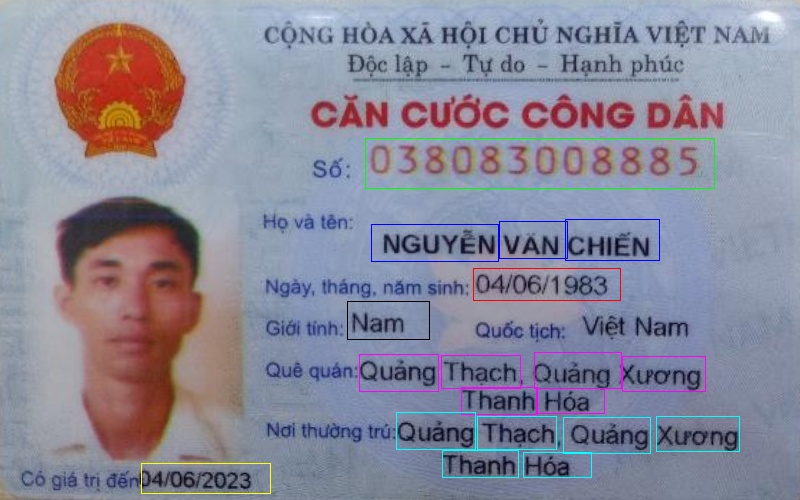 CỘNG HÒA XÃ HỘI CHỦ NGHĨA VIỆT NAM
Độc lập - Tự do - Hạnh phúc
CĂN CƯỚC CÔNG DÂN
Số: 038083008885
Họ và tên:
NGUYỄN VĂN CHIẾN
Ngày, tháng, năm sinh: 04/06/1983
Giới tính: Nam Quốc tịch: Việt Nam
Quê quán: Quảng Thạch, Quảng Xương
Thanh Hóa
Nơi thường trú: Quảng Thạch, Quảng Xương
Thanh Hóa
Có giá trị đến 04/06/2023